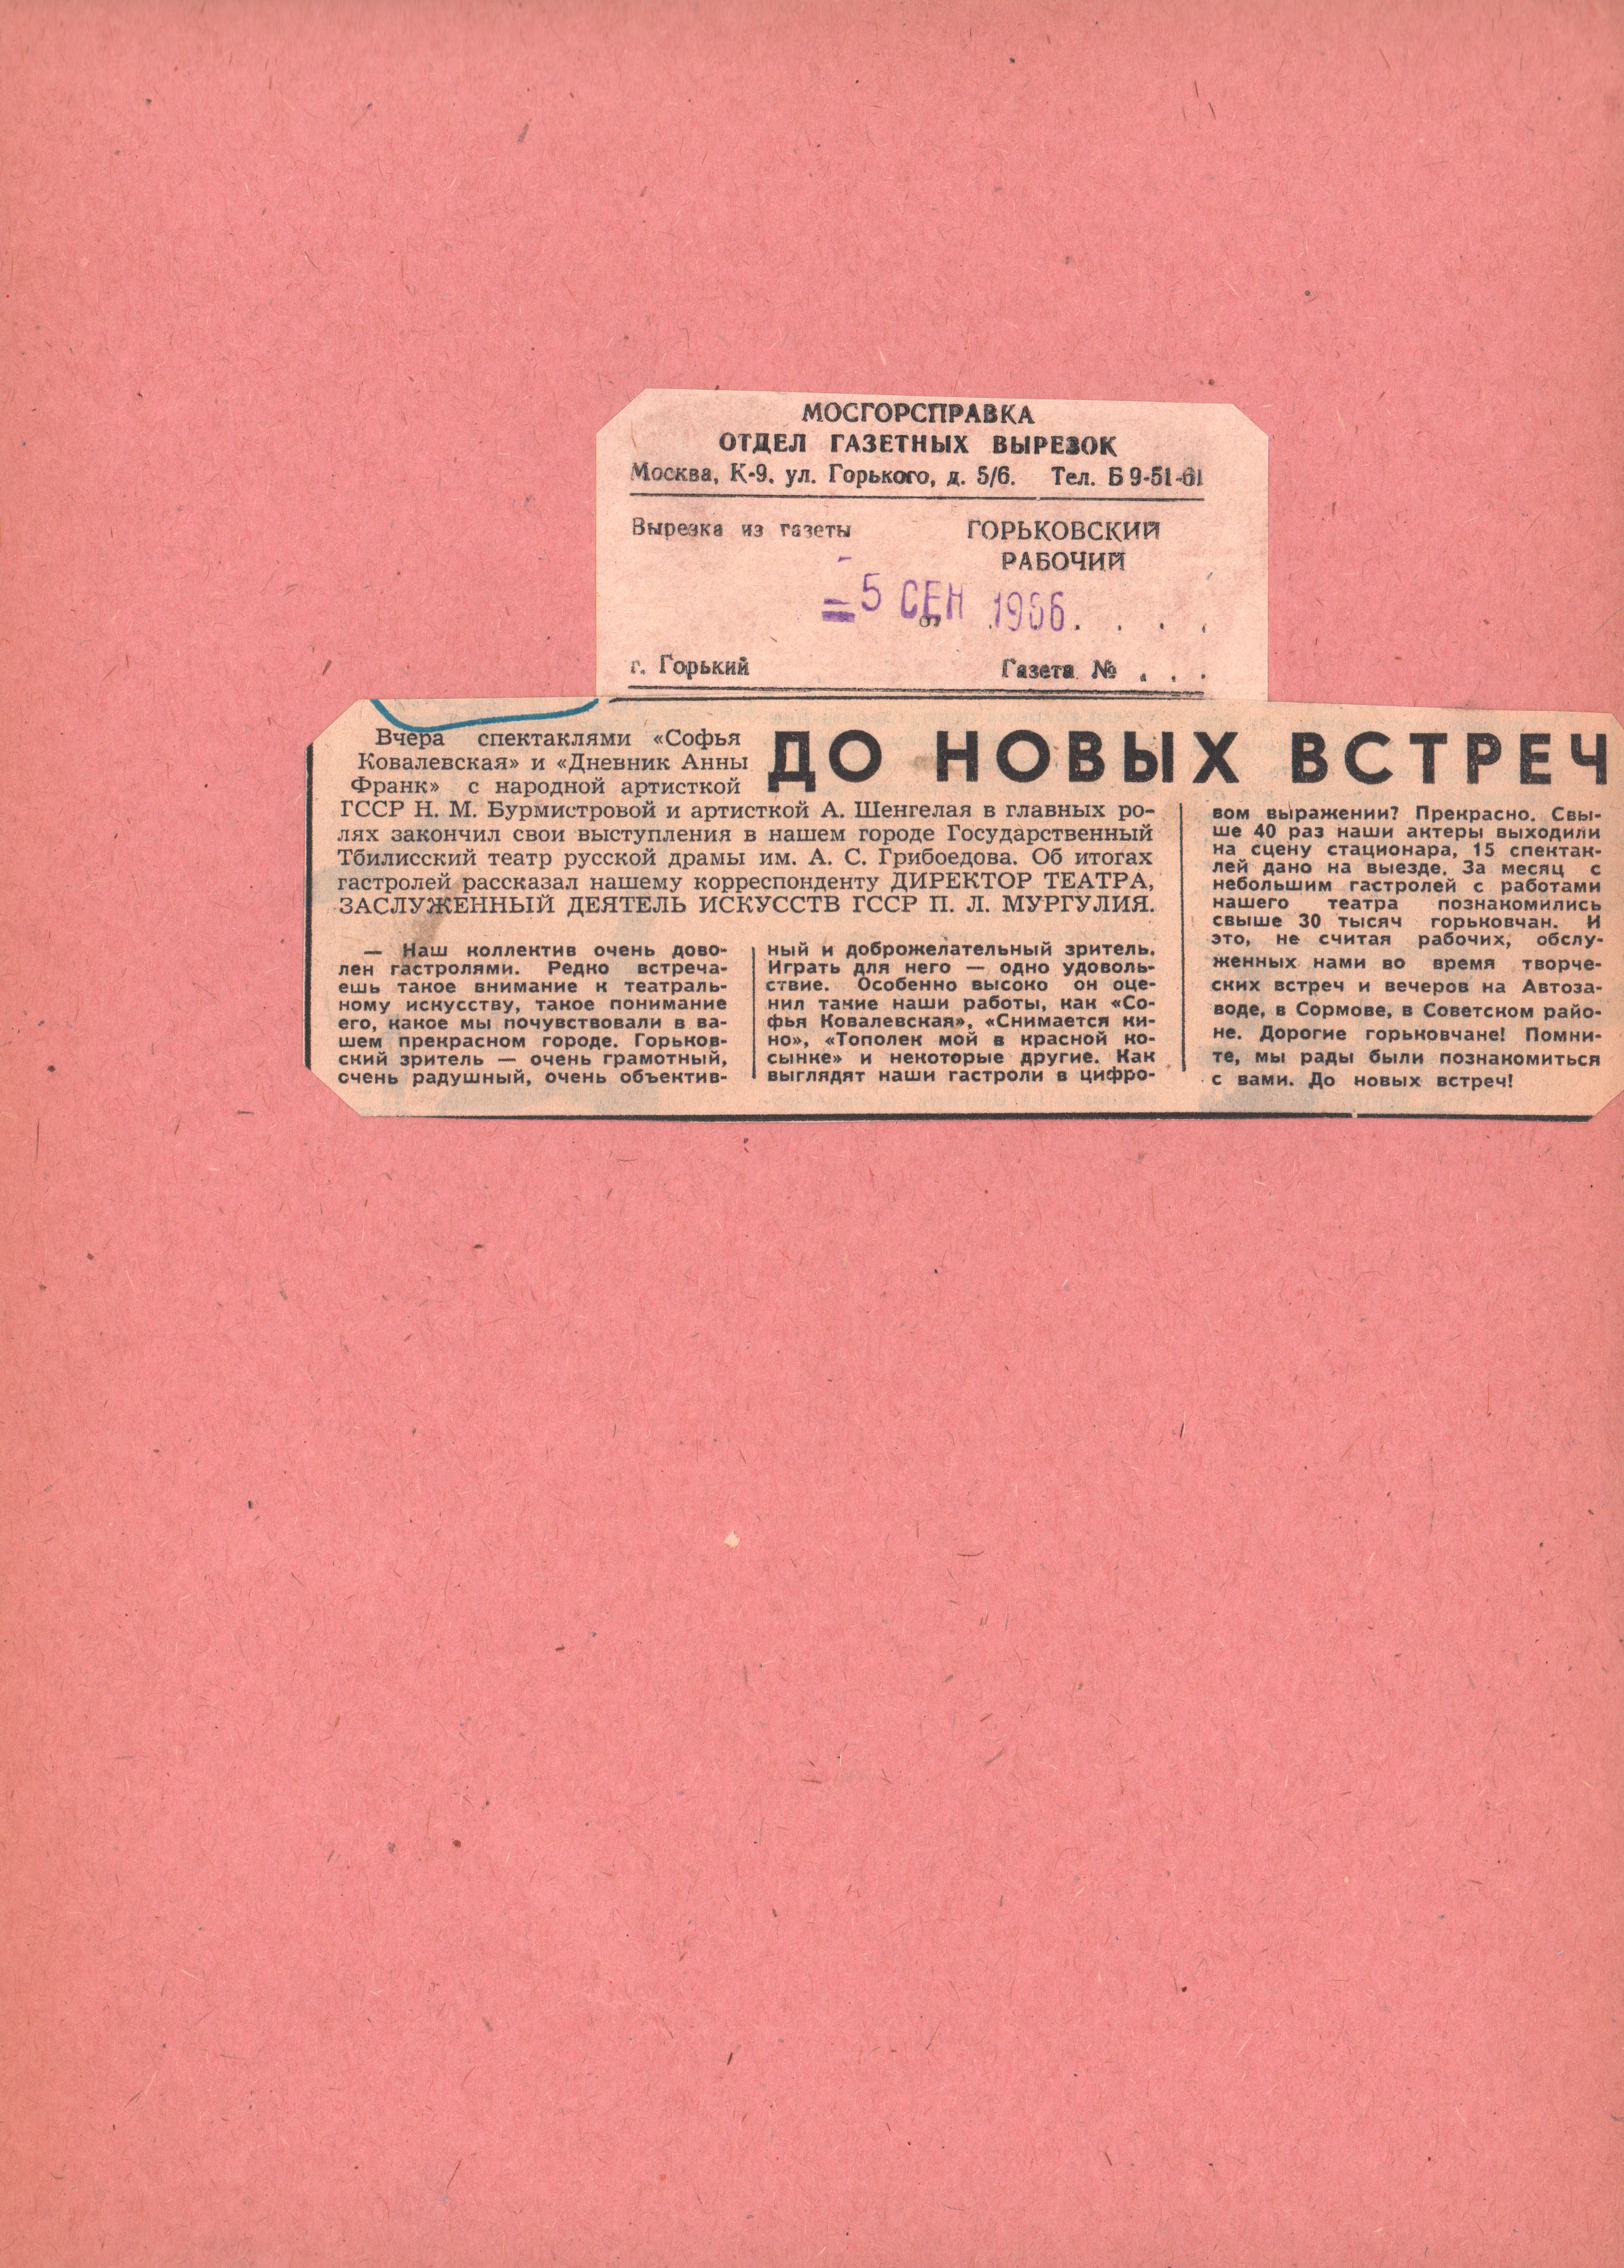 МОСГОРСПРАВКА
ОТДЕЛ ГАЗЕТНЫХ ВЫРЕЗОК
Москва, К-9. ул. Горького, д. 5/6. Тел. Б 9-51-61
Вырезка из газеты
ГОРЬКОВСКИЙ
РАБОЧИЙ
5 СЕН 1966
г. Горький Газета № . . .
ДО НОВЫХ ВСТРЕЧ
Вчера спектаклями «Софья
Ковалевская» и «Дневник Анны
Франк» с народной артисткой
ГССР Н. М. Бурмистровой и артисткой А. Шенгелая в главных ро-
лях закончил свои выступления в нашем городе Государственный
Тбилисский театр русской драмы им. А. С. Грибоедова. Об итогах
гастролей рассказал нашему корреспонденту ДИРЕКТОР ТЕАТРА,
ЗАСЛУЖЕННЫЙ ДЕЯТЕЛЬ ИСКУССТВ ГССР П. Л. МУРГУЛИЯ.
— Наш коллектив очень дово-
лен гастролями. Редко встреча-
ешь такое внимание к театраль-
ному искусству, такое понимание
его, какое мы почувствовали в ва-
шем прекрасном городе. Горьков-
ский зритель — очень грамотный,
очень радушный, очень объектив-
ный и доброжелательный зритель.
Играть для него — одно удоволь-
ствие. Особенно высоко он оце-
нил такие наши работы, как «Со-
фья Ковалевская», «Снимается ки-
но», «Тополек мой в красной ко-
сынке» и некоторые другие. Как
выглядят наши гастроли в цифро-
вом выражении? Прекрасно. Свы-
ше 40 раз наши актеры выходили
на сцену стационара, 15 спектак-
лей дано на выезде. За месяц с
небольшим гастролей с работами
нашего театра познакомились
свыше 30 тысяч горьковчан. И
это, не считая рабочих, обслу-
женных нами во время творче-
ских встреч и вечеров на Автоза-
воде, в Сормове, в Советском райо-
не. Дорогие горьковчане! Помни-
те, мы рады были познакомиться
с вами. До новых встреч!